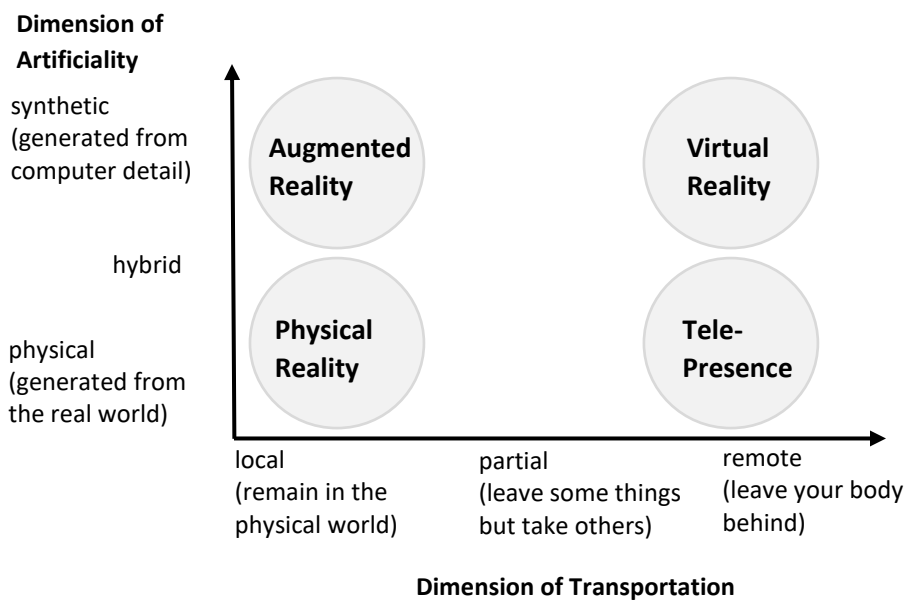 Dimension of
Artificiality
synthetic
(generated from
computer detail)
Augmented
Reality
Virtual
Reality
hybrid
physical
(generated from
the real world)
Physical
Reality
Tele-
Presence
local
(remain in the
physical world)
partial
(leave some things
but take others)
remote
(leave your body
behind)
Dimension of Transportation